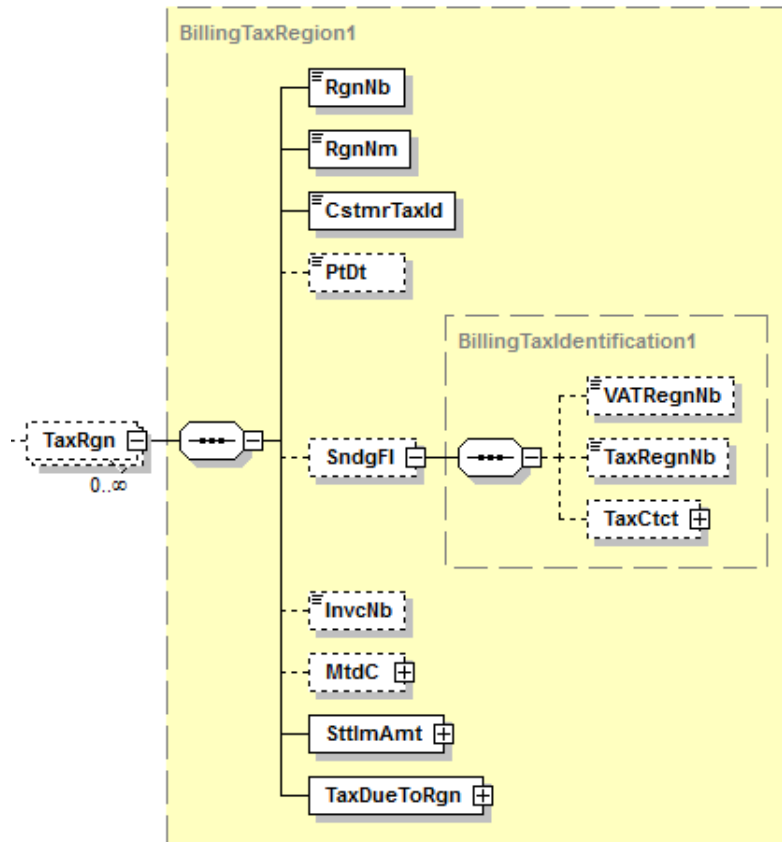 BillingTaxRegion1
RgnNb
RgnNm
CstmrTaxId
PtDt
BillingTaxIdentification1
VATRegnNb
TaxRgn
0..∞
SndgFI
TaxRegnNb
TaxCtct
InvcNb
MtdC
SttlmAmt
TaxDueToRgn